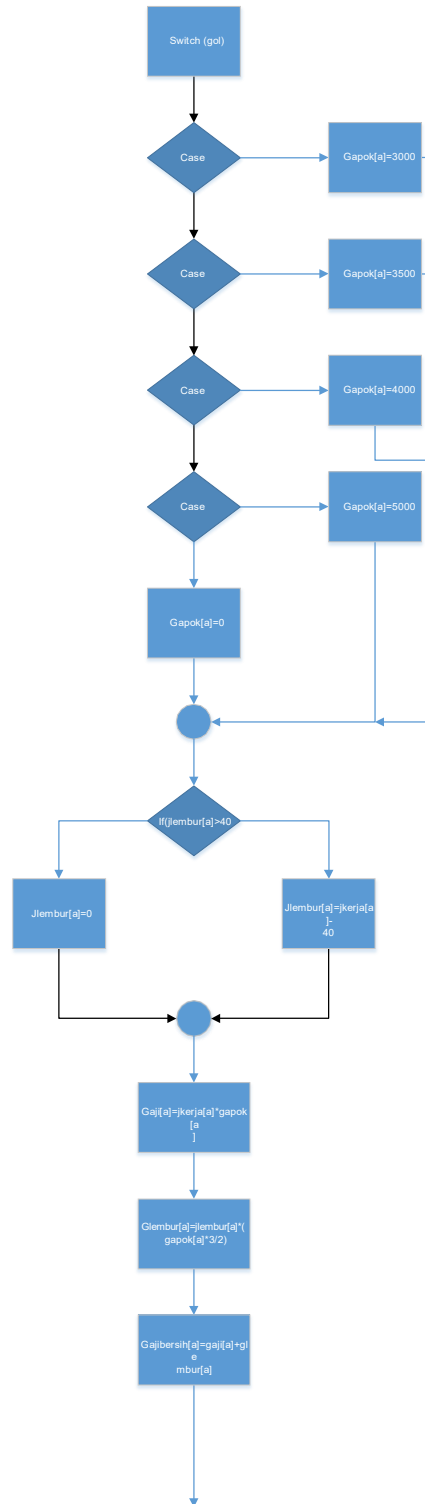 Switch (gol)
Case
Gapok[a]=3000
Case
Gapok[a]=3500
Case
Gapok[a]=4000
Case
Gapok[a]=5000
Gapok[a]=0
If(jlembur[a]>40
Jlembur[a]=0
Jlembur[a]=jkerja[a
]-
40
Gaji[a]=jkerja[a]*gapok
[a
]
Glembur[a]=jlembur[a]*(
gapok[a]*3/2)
Gajibersih[a]=gaji[a]+gl
e
mbur[a]